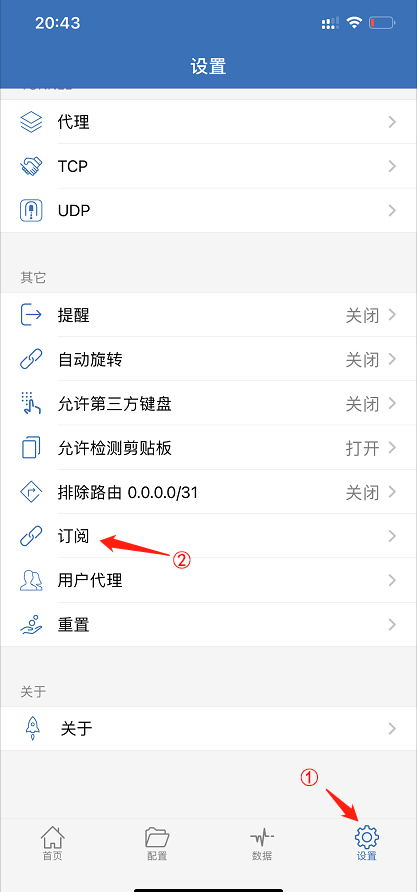 20:43
设置
代理
TCP
UDP
其它
提醒 关闭
自动旋转 关闭
允许第三方键盘 关闭
允许检测剪贴板 打开
排除路由 0.0.0.0/31 关闭
订阅
②
用户代理
重置
关于
关于
①
首页 配置 数据 设置